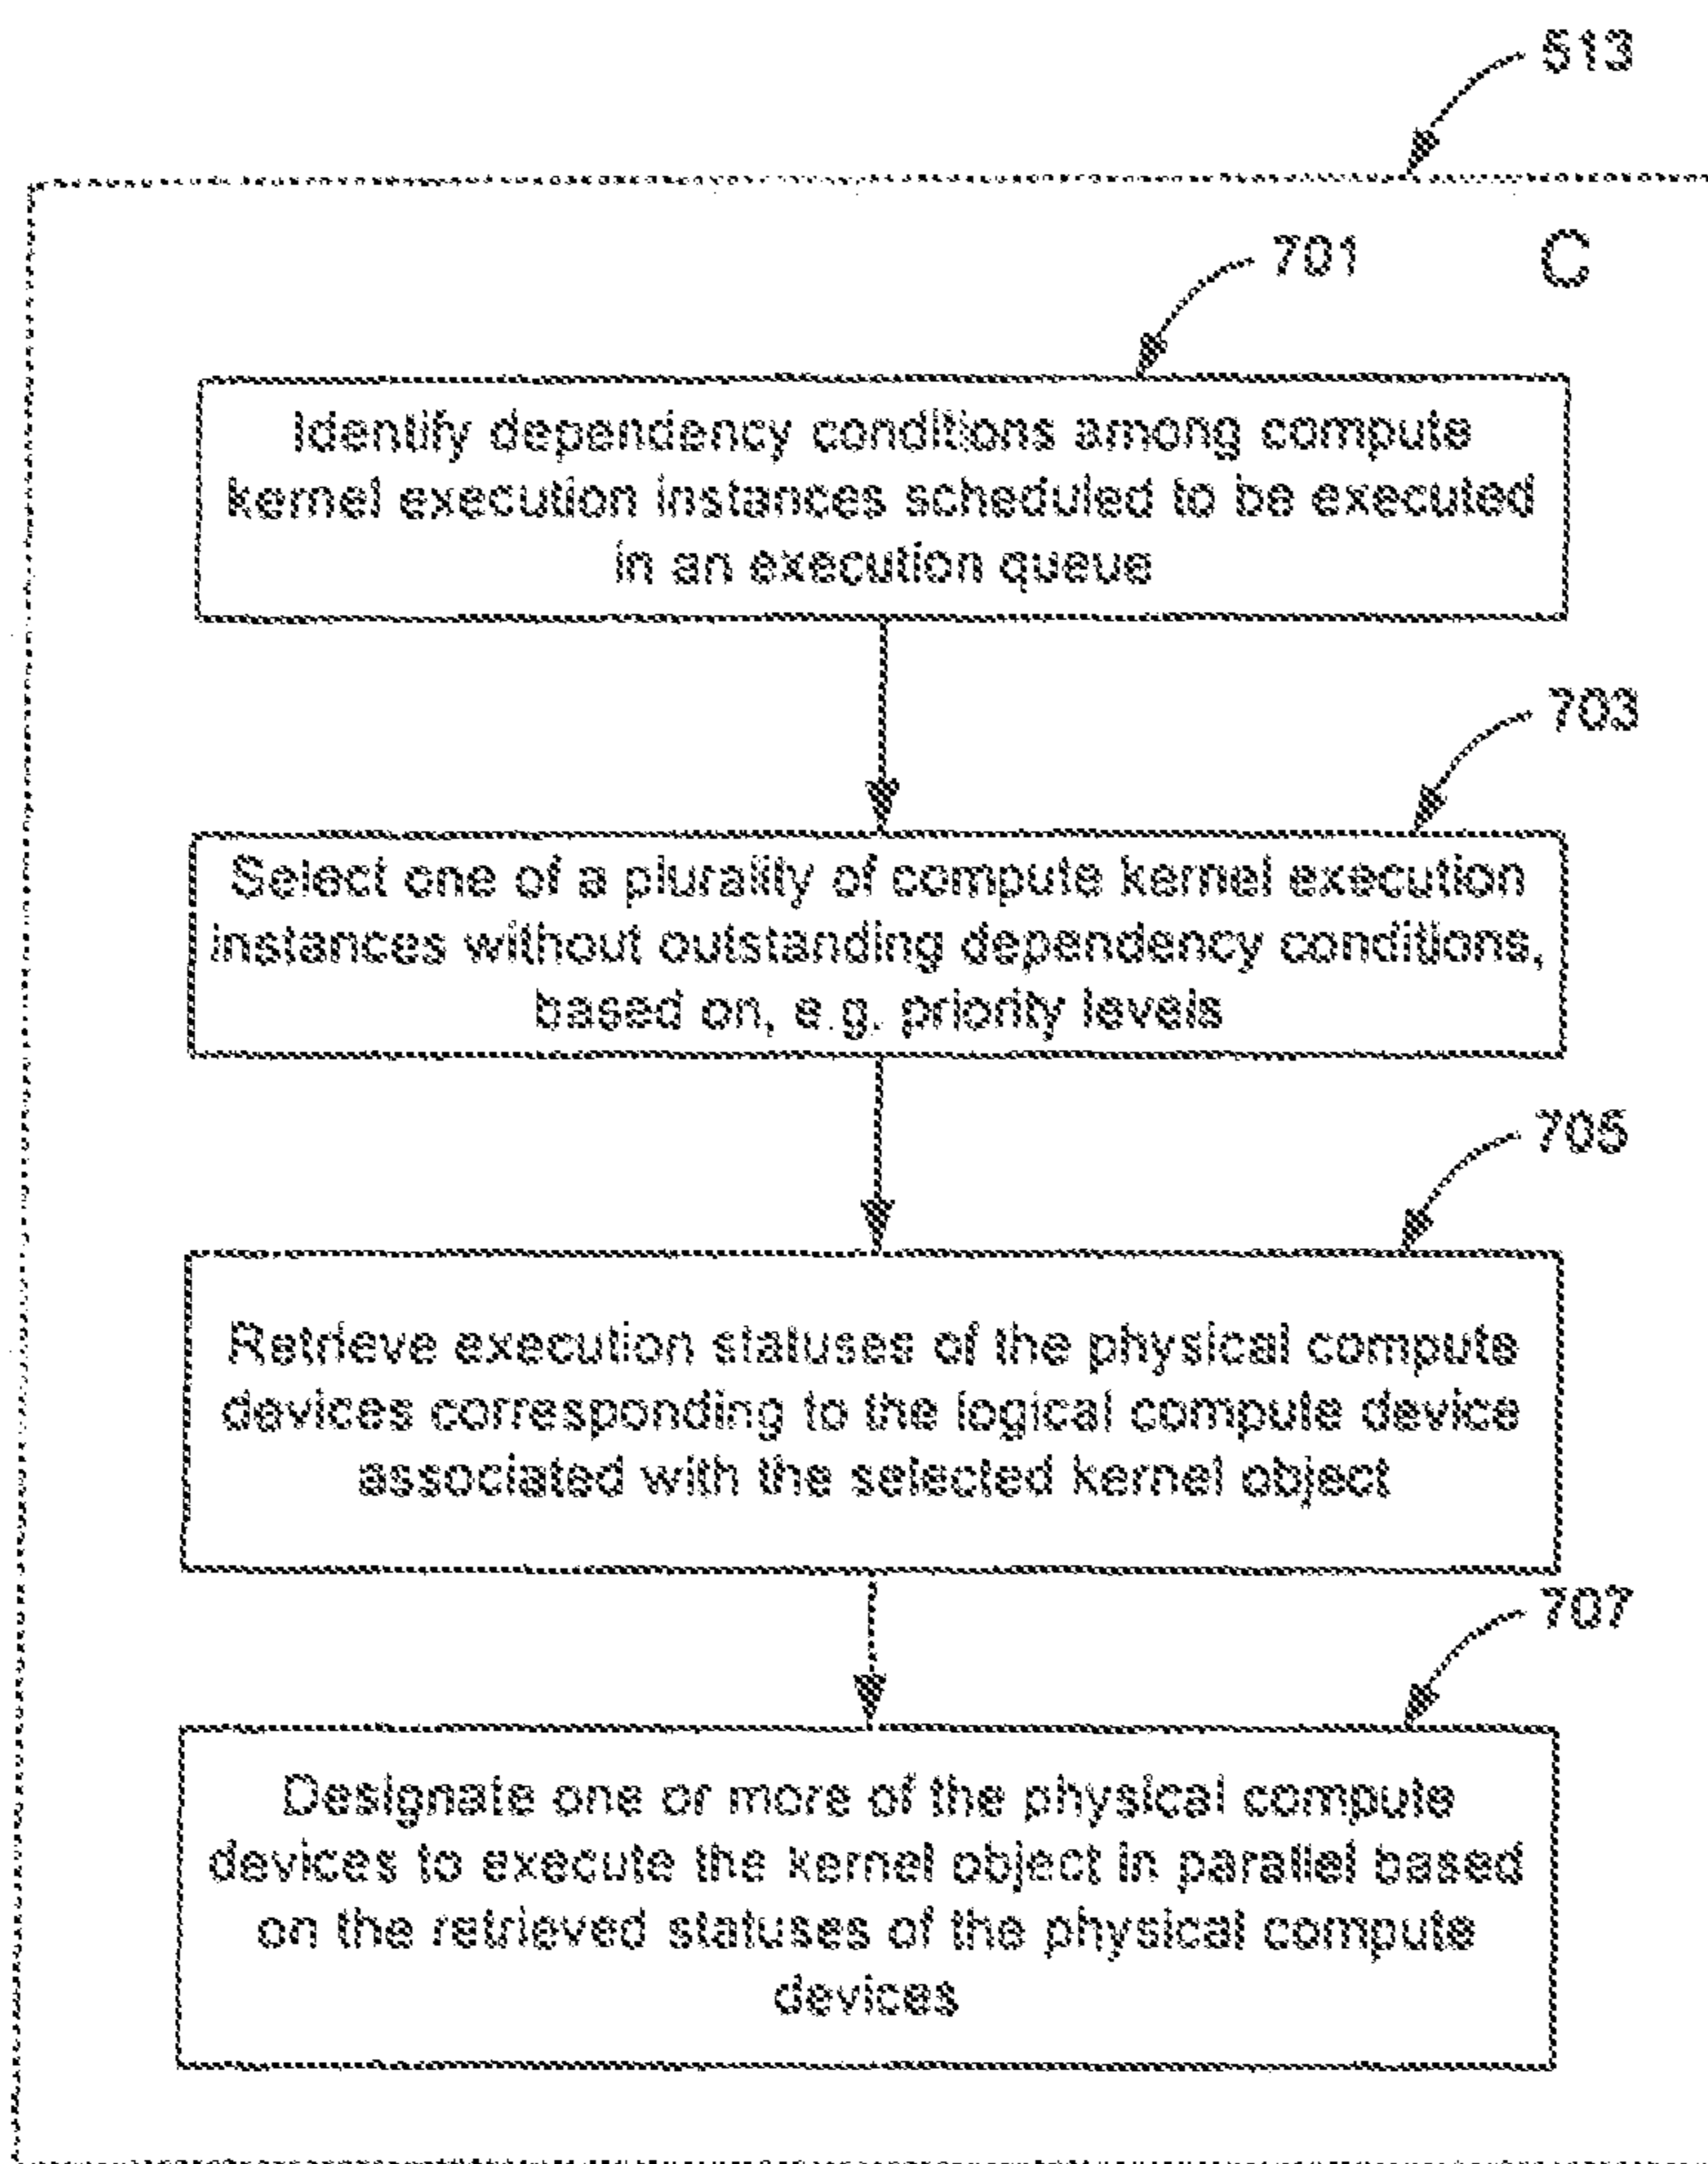 513
701
C
Identify dependency conditions among compute
kernel execution instances scheduled to be executed
in an execution queue
703
Select one of a plurality of compute kernel execution
instances without outstanding dependency conditions,
based on, e.g. priority levels
705
Retrieve execution statuses of the physical compute
devices corresponding to the logical compute device
associated with the selected kernel object
707
Designate one or more of the physical compute
devices to execute the kernel object in parallel based
on the retrieved statuses of the physical compute
devices